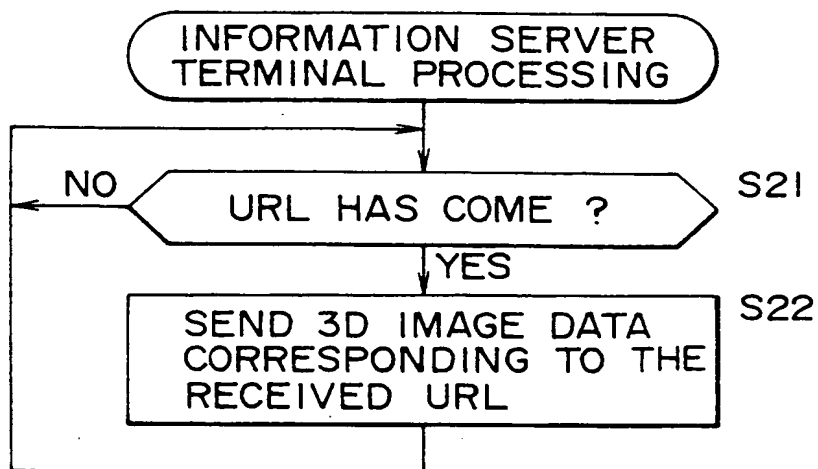 INFORMATION SERVER
TERMINAL PROCESSING
NO
URL HAS COME ?
S21
YES
SEND 3D IMAGE DATA
CORRESPONDING TO THE
RECEIVED URL
S22